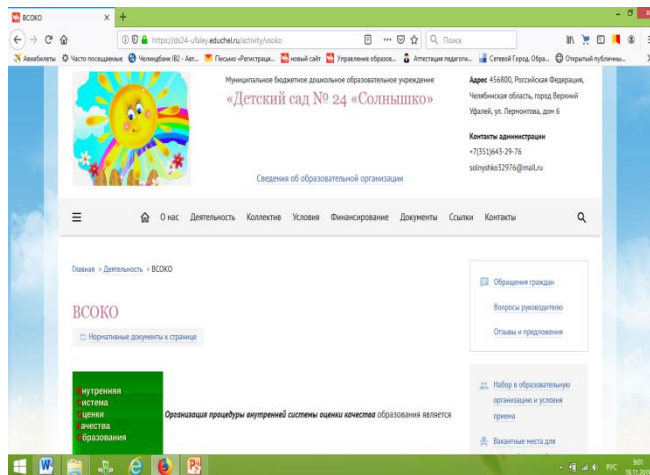 ВСОКО
https://ds24-ufaley.educhel.ru/activity/vsoko
Поиск
Авиабилеты Часто посещаемые Челиндбанк IB2 - Авт... Письмо «Регистраци... новый сайт Управление образов... Аттестация педагоги... Сетевой Город. Обра... Открытый публичны...
Муниципальное бюджетное дошкольное образовательное учреждение
«Детский сад № 24 «Солнышко»
Сведения об образовательной организации
Адрес 456800, Российская Федерация,
Челябинская область, город Верхний
Уфалей, ул. Лермонтова, дом 6
Контакты администрации
+7(351)643-29-76
solnyshko32976@mail.ru
О нас Деятельность Коллектив Условия Финансирование Документы Ссылки Контакты
Главная » Деятельность » ВСОКО
ВСОКО
Нормативные документы к странице
Внутренняя
Система
Оценки
Качества
Образования
Организация процедуры внутренней системы оценки качества образования является
Обращения граждан
Вопросы руководителю
Отзывы и предложения
Набор в образовательную
организацию и условия
приема
Вакантные места для
РУС
9:01